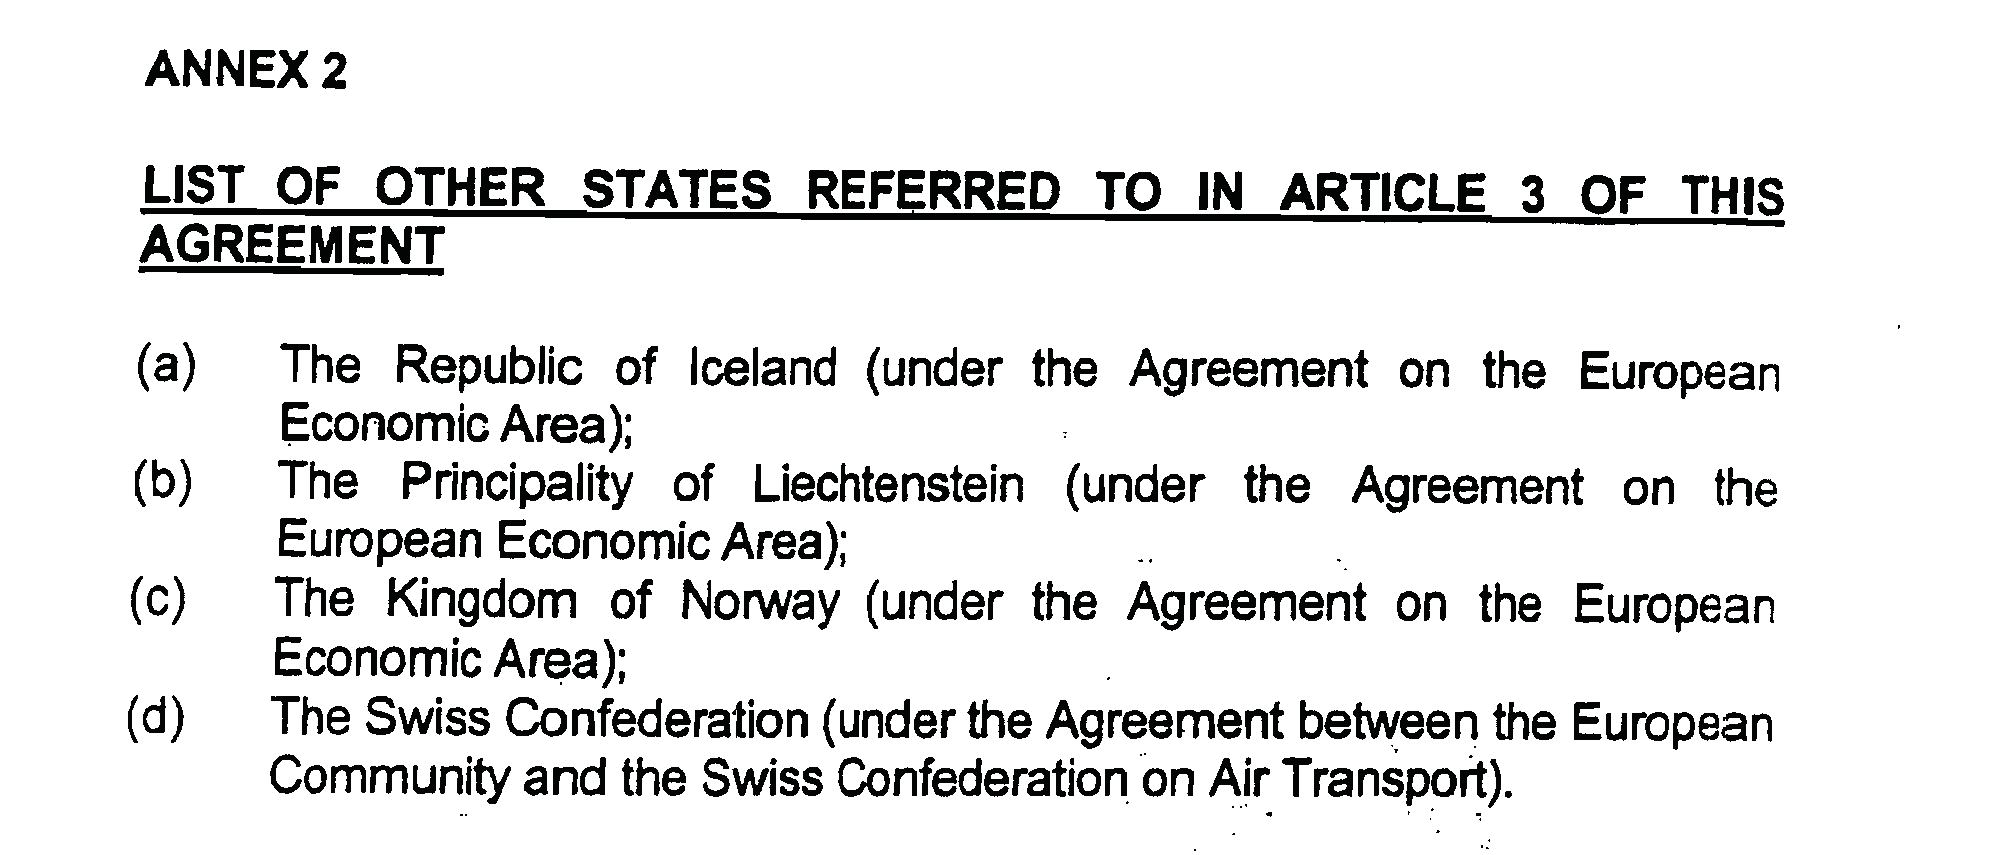 ANNEX 2
LIST OF OTHER STATES REFERRED TO IN ARTICLE 3 OF THIS
AGREEMENT
(a) The Republic of Iceland (under the Agreement on the European
Economic Area);
(b) The Principality of Liechtenstein (under the Agreement on the
European Economic Area);
(c) The Kingdom of Norway (under the Agreement on the European
Economic Area);
(d) The Swiss Confederation (under the Agreement between the European
Community and the Swiss Confederation on Air Transport).